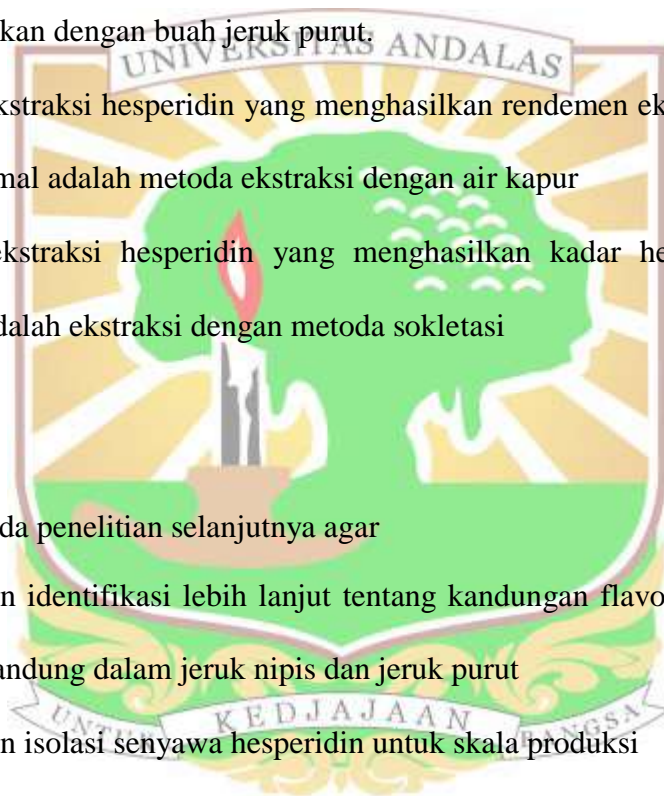 kan dengan buah jeruk purut.
UNIVERSITAS ANDALAS
kstraksi hesperidin yang menghasilkan rendemen ek
mal adalah metoda ekstraksi dengan air kapur
ekstraksi hesperidin yang menghasilkan kadar he
dalah ekstraksi dengan metoda sokletasi
da penelitian selanjutnya agar
n identifikasi lebih lanjut tentang kandungan flavo
andung dalam jeruk nipis dan jeruk purut
UNTUK KEDJAJAAN BANGSA
n isolasi senyawa hesperidin untuk skala produksi